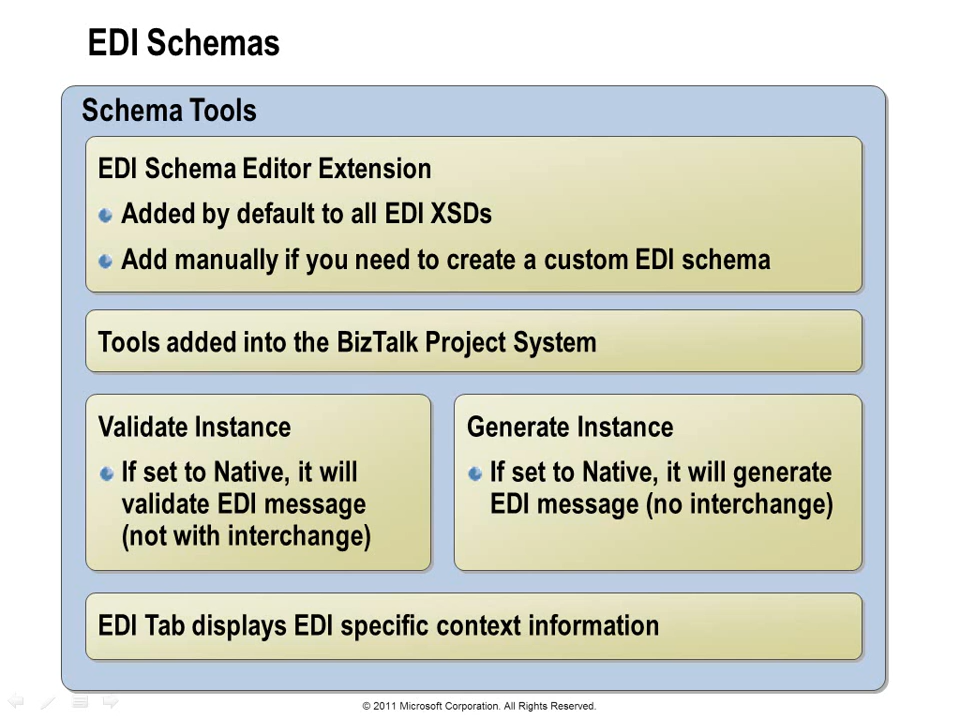 EDI Schemas
Schema Tools
EDI Schema Editor Extension
Added by default to all EDI XSDs
Add manually if you need to create a custom EDI schema
Tools added into the BizTalk Project System
Validate Instance
If set to Native, it will
validate EDI message
(not with interchange)
Generate Instance
If set to Native, it will generate
EDI message (no interchange)
EDI Tab displays EDI specific context information
© 2011 Microsoft Corporation. All Rights Reserved.